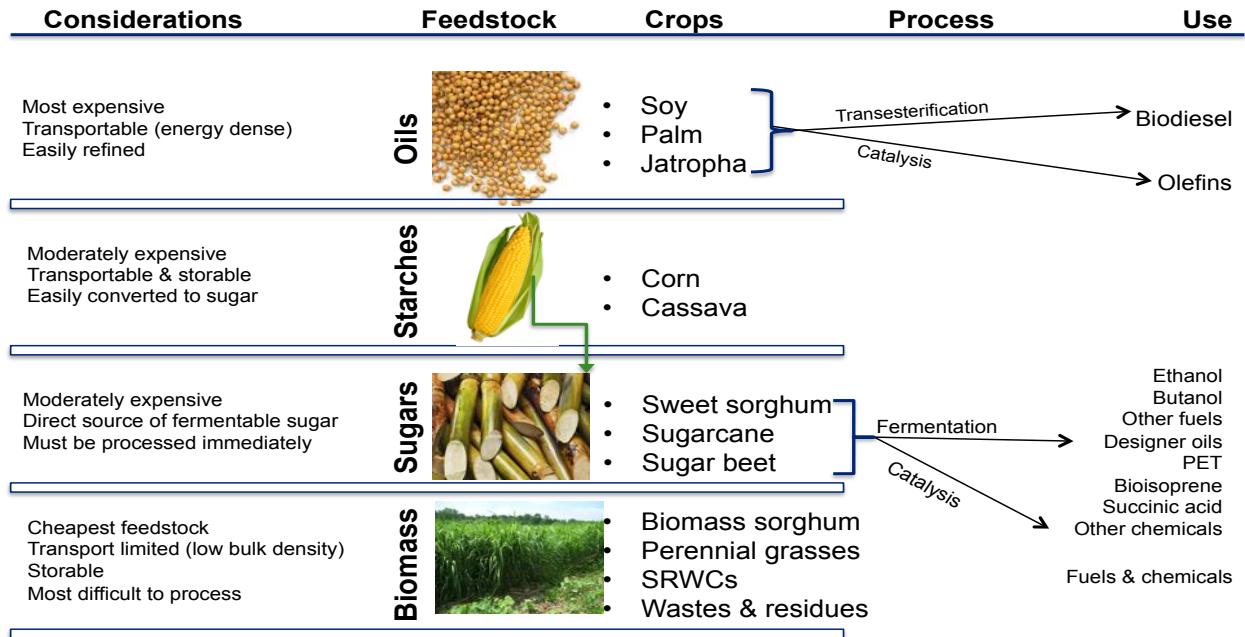 Considerations Feedstock Crops Process Use
Most expensive
Transportable (energy dense)
Easily refined
Oils
• Soy
• Palm
• Jatropha
Transesterification
Catalysis
Biodiesel
Olefins
Moderately expensive
Transportable & storable
Easily converted to sugar
Starches
• Corn
• Cassava
Moderately expensive
Direct source of fermentable sugar
Must be processed immediately
Sugars
• Sweet sorghum
• Sugarcane
• Sugar beet
Fermentation
Catalysis
Ethanol
Butanol
Other fuels
Designer oils
PET
Bioisoprene
Succinic acid
Other chemicals
Cheapest feedstock
Transport limited (low bulk density)
Storable
Most difficult to process
Biomass
• Biomass sorghum
• Perennial grasses
• SRWCs
• Wastes & residues
Fuels & chemicals